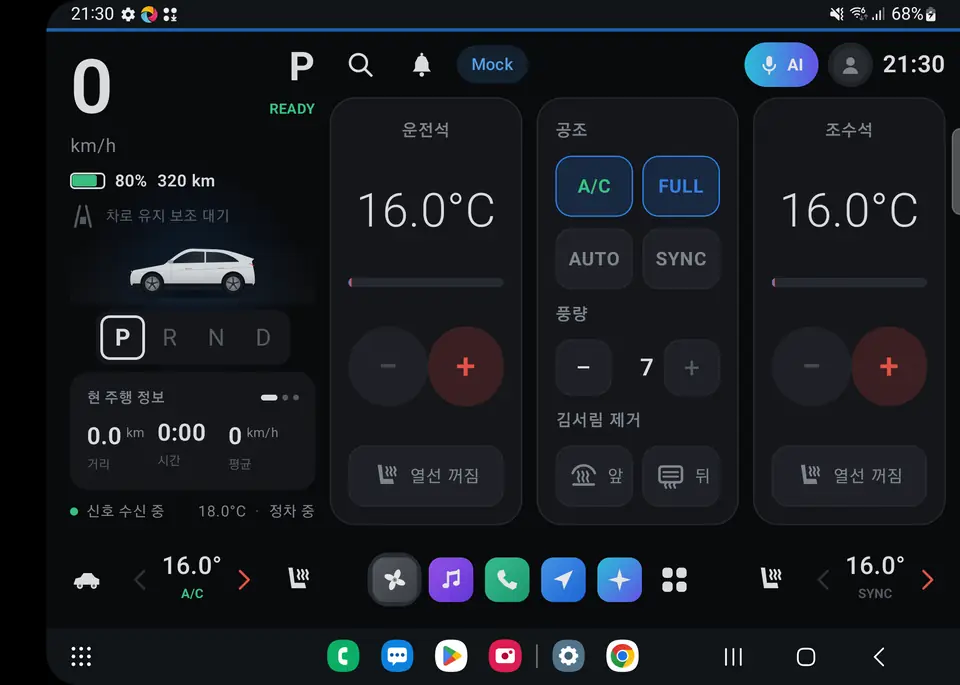 21:30
68%
0
P
READY
km/h
80% 320 km
차로 유지 보조 대기
P R N D
현 주행 정보
0.0 km 0:00 0 km/h
거리 시간 평균
신호 수신 중 18.0°C · 정차 중
Mock
AI
21:30
운전석
16.0°C
− +
열선 꺼짐
공조
A/C FULL
AUTO SYNC
풍량
− 7 +
김서림 제거
앞 뒤
조수석
16.0°C
− +
열선 꺼짐
16.0°
A/C
16.0°
SYNC